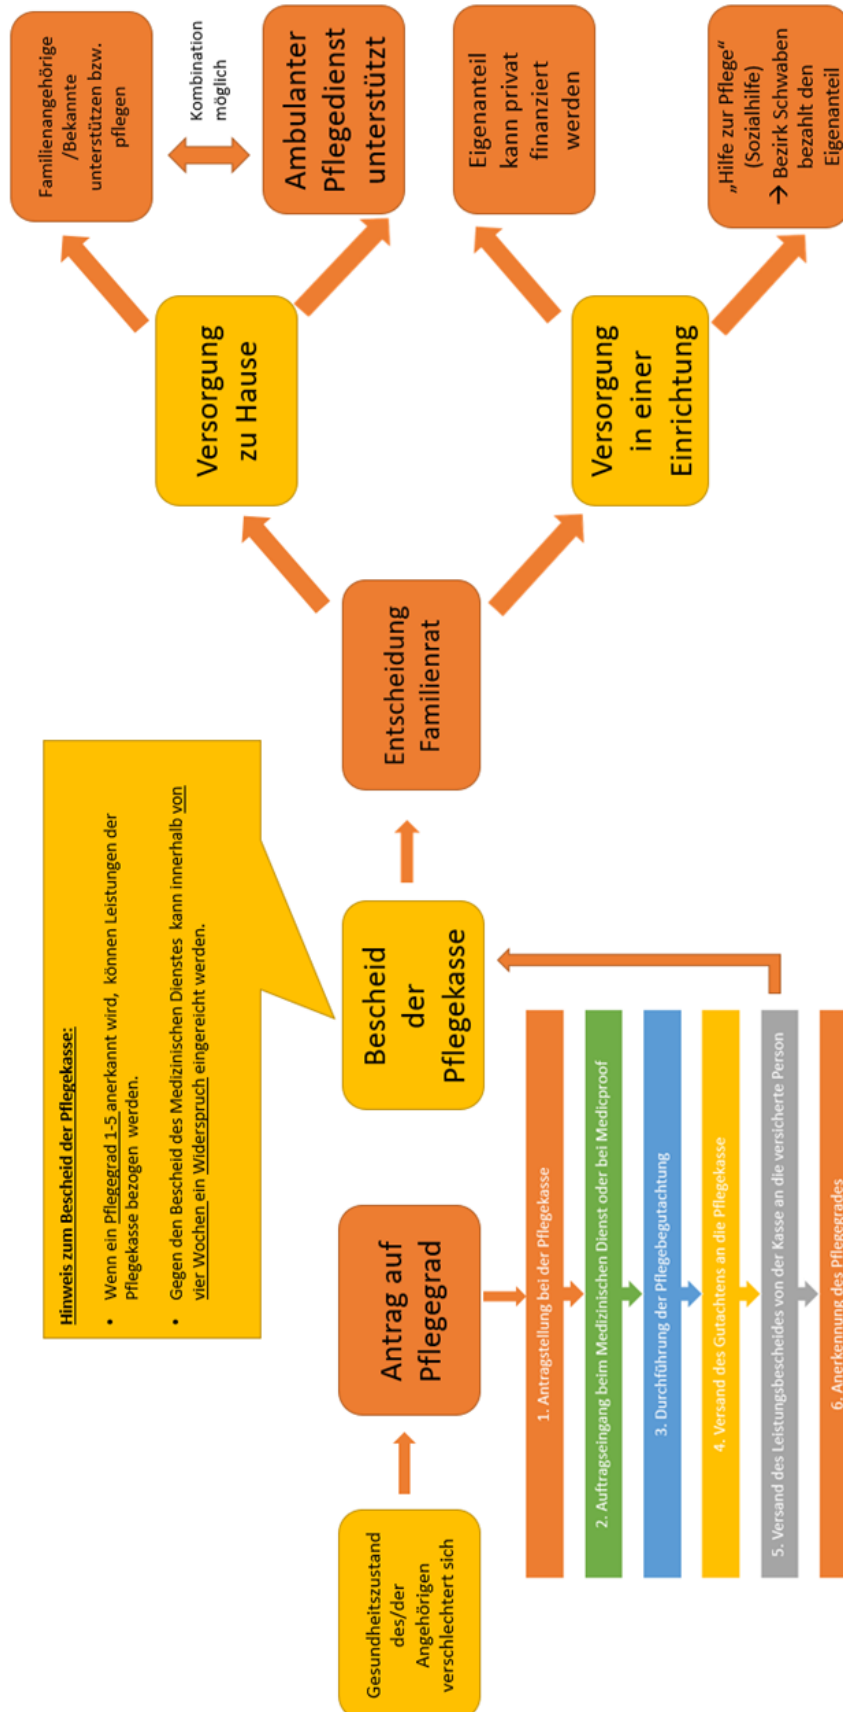 Gesundheitszustand
des/der
Angehörigen
verschlechtert sich
Antrag auf
Pflegegrad
1. Antragstellung bei der Pflegekasse
2. Auftragseingang beim Medizinischen Dienst oder bei Medicproof
3. Durchführung der Pflegebegutachtung
4. Versand des Gutachtens an die Pflegekasse
5. Versand des Leistungsbescheides von der Kasse an die versicherte Person
6. Anerkennung des Pflegegrades
Hinweis zum Bescheid der Pflegekasse:
• Wenn ein Pflegegrad 1-5 anerkannt wird, können Leistungen der
Pflegekasse bezogen werden.
• Gegen den Bescheid des Medizinischen Dienstes kann innerhalb von
vier Wochen ein Widerspruch eingereicht werden.
Bescheid
der
Pflegekasse
Entscheidung
Familienrat
Versorgung
zu Hause
Familienangehörige
/Bekannte
unterstützen bzw.
pflegen
Kombination
möglich
Ambulanter
Pflegedienst
unterstützt
Versorgung
in einer
Einrichtung
Eigenanteil
kann privat
finanziert
werden
„Hilfe zur Pflege“
(Sozialhilfe)
→ Bezirk Schwaben
bezahlt den
Eigenanteil